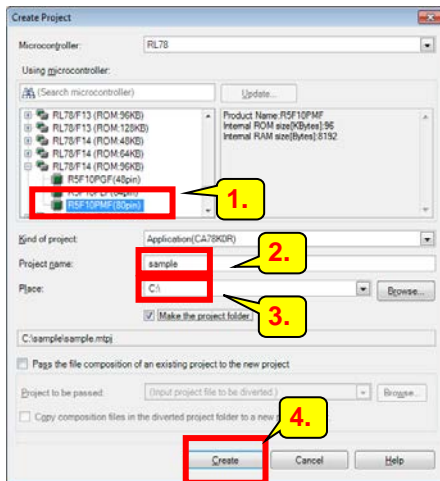 Create Project
Microcontroller: RL78
Using microcontroller:
(Search microcontroller) Update...
RL78/F13 (ROM:96KB)
RL78/F13 (ROM:128KB)
RL78/F14 (ROM:48KB)
RL78/F14 (ROM:64KB)
RL78/F14 (ROM:96KB)
R5F10PGF(48pin)
R5F10PMF(80pin)
Product Name:R5F10PMF
Internal ROM size[KBytes]:96
Internal RAM size[Bytes]:8192
1.
Kind of project: Application(CA78K0R)
2.
Project name: sample
Place: C:\ Browse...
3.
Make the project folder
C:\sample\sample.mtpj
Pass the file composition of an existing project to the new project
Project to be passed: (Input project file to be diverted.) Browse...
Copy composition files in the diverted project folder to a new
4.
Create Cancel Help